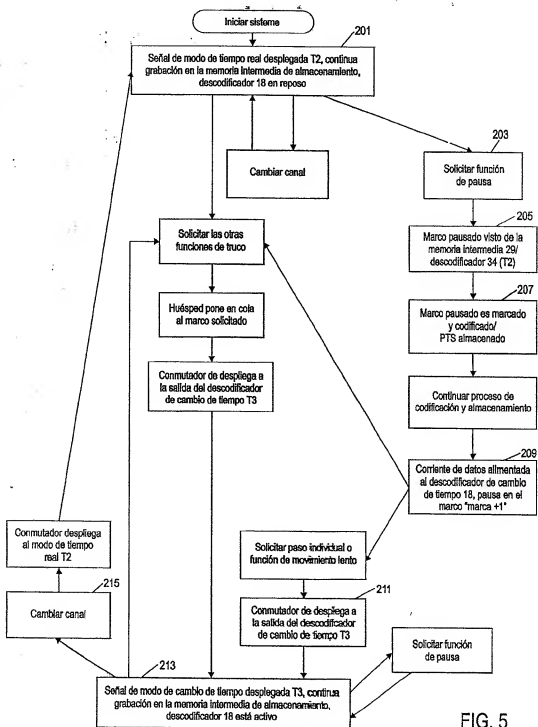 Iniciar sistema
201
Señal de modo de tiempo real desplegada T2, continua
grabación en la memoria intermedia de almacenamiento,
descodificador 18 en reposo
Cambiar canal
203
Solicitar función
de pausa
205
Marco pausado visto de la
memoria intermedia 29/
descodificador 34 (T2)
Solicitar las otras
funciones de truco
207
Marco pausado es marcado
y codificado/
PTS almacenado
Huésped pone en cola
al marco solicitado
Conmutador de despliega a
la salida del descodificador
de cambio de tiempo T3
Continuar proceso de
codificación y almacenamiento
209
Corriente de datos alimentada
al descodificador de cambio
de tiempo 18, pausa en el
marco "marca +1"
Conmutador despliega
al modo de tiempo
real T2
Solicitar paso individual o
función de movimiento lento
215
Cambiar canal
211
Conmutador de despliega a
la salida del descodificador
de cambio de tiempo T3
Solicitar función
de pausa
213
Señal de modo de cambio de tiempo desplegada T3, continua
grabación en la memoria intermedia de almacenamiento,
descodificador 18 está activo
FIG. 5